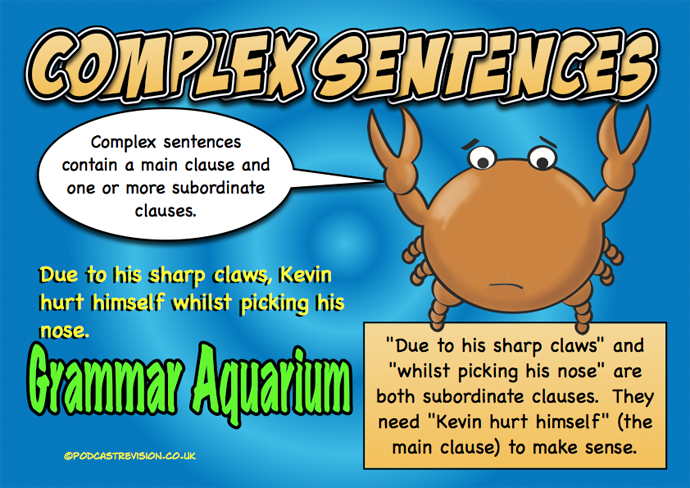 COMPLEX SENTENCES
Complex sentences
contain a main clause and
one or more subordinate
clauses.
Due to his sharp claws, Kevin
hurt himself whilst picking his
nose.
Grammar Aquarium
"Due to his sharp claws" and
"whilst picking his nose" are
both subordinate clauses. They
need "Kevin hurt himself" (the
main clause) to make sense.
©PODCASTREVISION.CO.UK